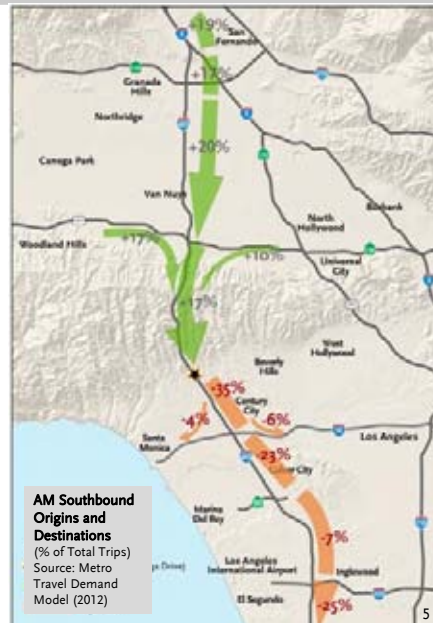 +19%
San
Fernando
+17%
Granada
Hills
Northridge
+20%
Canoga Park
Van Nuys
North
Hollywood
Burbank
Woodland Hills
+17%
+10%
Universal
City
+17%
West
Hollywood
Beverly
Hills
-35%
Century
City
-4%
-6%
Santa
Monica
Los Angeles
-23%
Culver City
Marina
Del Rey
-7%
Los Angeles
International Airport
Inglewood
El Segundo
-25%
AM Southbound
Origins and
Destinations
(% of Total Trips)
Source: Metro
Travel Demand
Model (2012)
Drive)
5